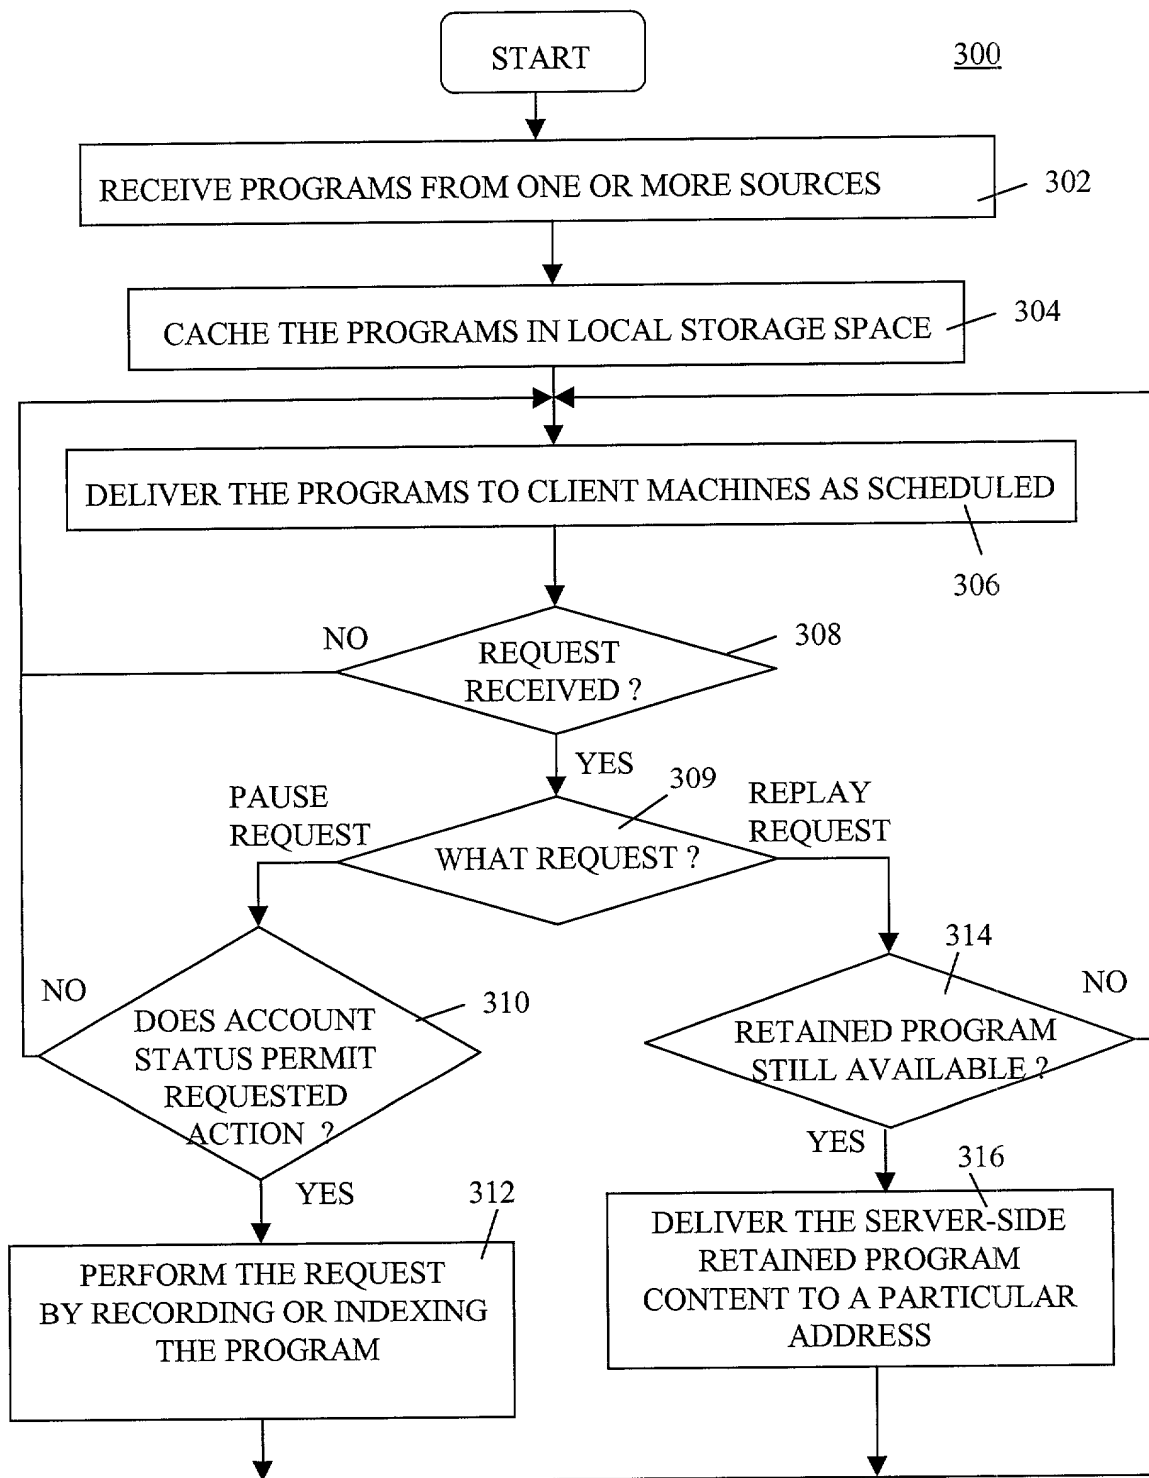 START
300
RECEIVE PROGRAMS FROM ONE OR MORE SOURCES
302
CACHE THE PROGRAMS IN LOCAL STORAGE SPACE
304
DELIVER THE PROGRAMS TO CLIENT MACHINES AS SCHEDULED
306
NO
308
REQUEST
RECEIVED ?
YES
309
PAUSE
REQUEST
REPLAY
REQUEST
WHAT REQUEST ?
314
NO
NO
310
DOES ACCOUNT
STATUS PERMIT
REQUESTED
ACTION ?
RETAINED PROGRAM
STILL AVAILABLE ?
YES
316
YES
312
PERFORM THE REQUEST
BY RECORDING OR INDEXING
THE PROGRAM
DELIVER THE SERVER-SIDE
RETAINED PROGRAM
CONTENT TO A PARTICULAR
ADDRESS